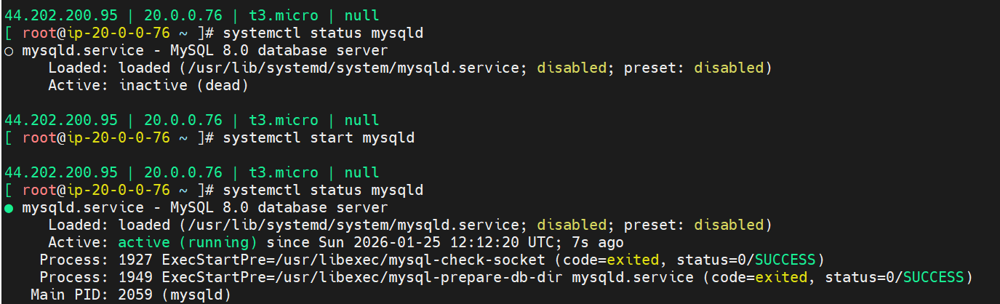 44.202.200.95 | 20.0.0.76 | t3.micro | null
[ root@ip-20-0-0-76 ~ ]# systemctl status mysqld
○ mysqld.service - MySQL 8.0 database server
     Loaded: loaded (/usr/lib/systemd/system/mysqld.service; disabled; preset: disabled)
     Active: inactive (dead)
44.202.200.95 | 20.0.0.76 | t3.micro | null
[ root@ip-20-0-0-76 ~ ]# systemctl start mysqld
44.202.200.95 | 20.0.0.76 | t3.micro | null
[ root@ip-20-0-0-76 ~ ]# systemctl status mysqld
● mysqld.service - MySQL 8.0 database server
     Loaded: loaded (/usr/lib/systemd/system/mysqld.service; disabled; preset: disabled)
     Active: active (running) since Sun 2026-01-25 12:12:20 UTC; 7s ago
    Process: 1927 ExecStartPre=/usr/libexec/mysql-check-socket (code=exited, status=0/SUCCESS)
    Process: 1949 ExecStartPre=/usr/libexec/mysql-prepare-db-dir mysqld.service (code=exited, status=0/SUCCESS)
   Main PID: 2059 (mysqld)